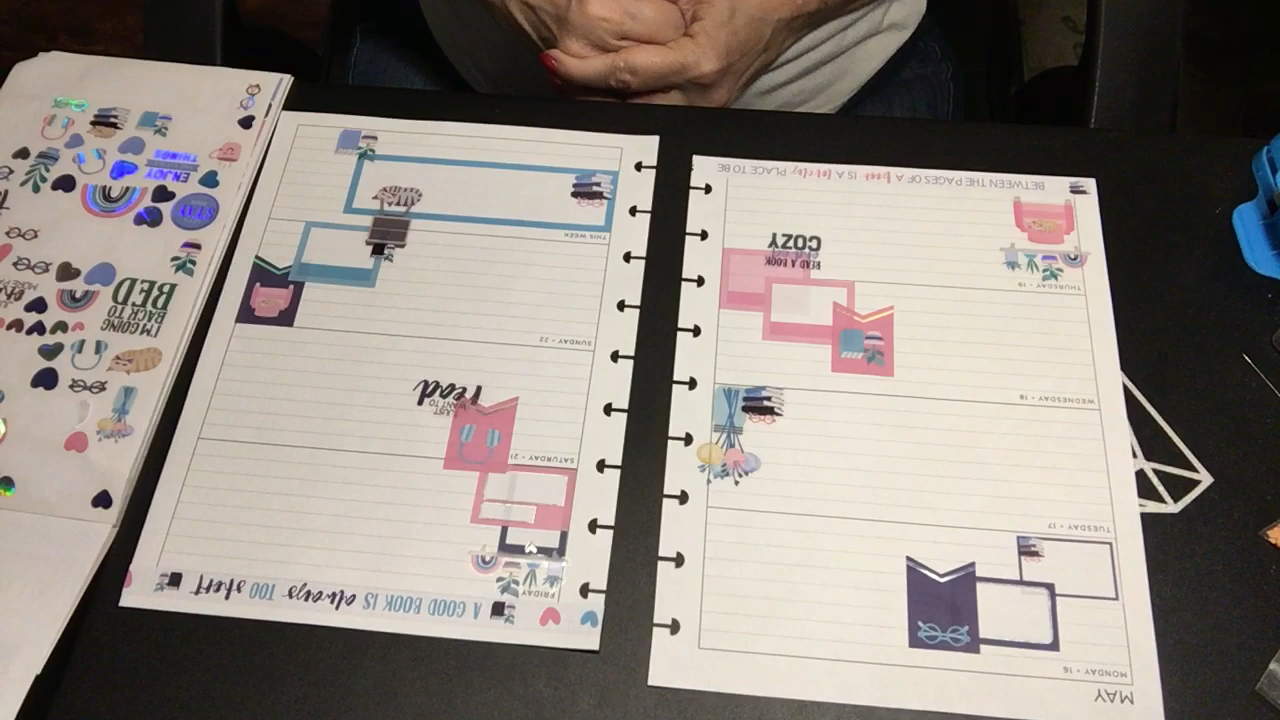 MAY
MONDAY • 16
TUESDAY • 17
WEDNESDAY • 18
THURSDAY • 19
READ A BOOK
COZY
BETWEEN THE PAGES OF A book IS A lovely PLACE TO BE
A GOOD BOOK IS always TOO short
FRIDAY
SATURDAY • 21
I JUST
WANT TO
read
SUNDAY • 22
THIS WEEK
I'M GOING
BACK TO
BED
ENJOY
THINGS
STAY